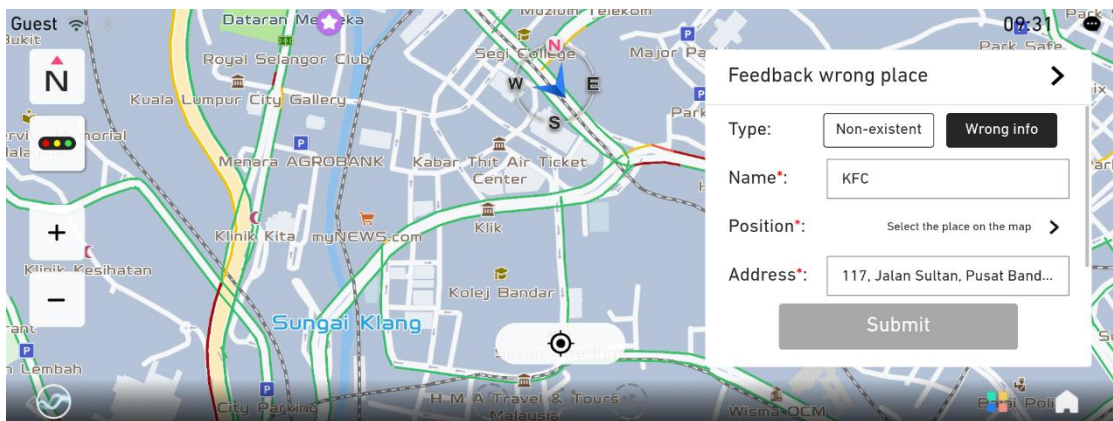 Guest
09:31
Dataran Me
eka
Muzium Telekom
Park
Bukit
N
Royal Selangor Club
Segi College
N
Major Pa
Park Safe
W
E
S
Kuala Lumpur City Gallery
Park
Menara AGROBANK
Kabar Thit Air Ticket
Center
Klinik Kita
myNEWS.com
Klik
+
Klinik Kesihatan
−
Kolej Bandar
Sungai Klang
Lembah
City Parking
H M A Travel & Tours
Malaysia
Wisma OCM
Feedback wrong place
Type:
Non-existent
Wrong info
Name*:
KFC
Position*:
Select the place on the map
Address*:
117, Jalan Sultan, Pusat Band...
Submit